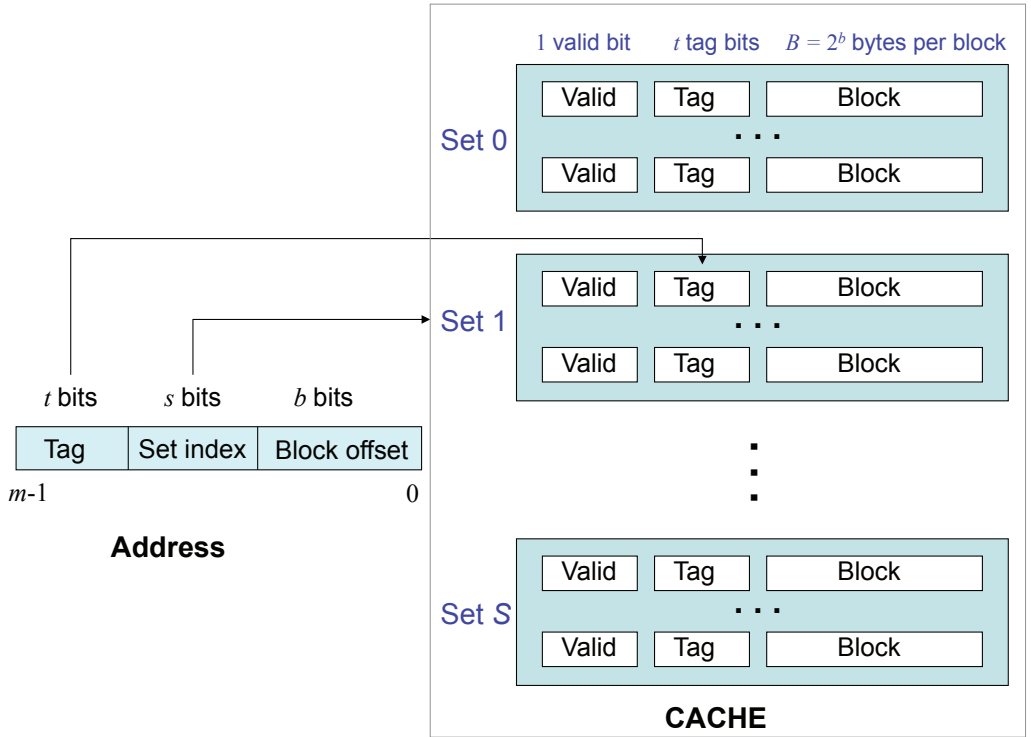 1 valid bit t tag bits B = 2^b bytes per block
Valid Tag Block
Set 0 . . .
Valid Tag Block
Valid Tag Block
Set 1 . . .
Valid Tag Block
t bits s bits b bits
Tag Set index Block offset
m-1 0
Address
Valid Tag Block
Set S . . .
Valid Tag Block
CACHE